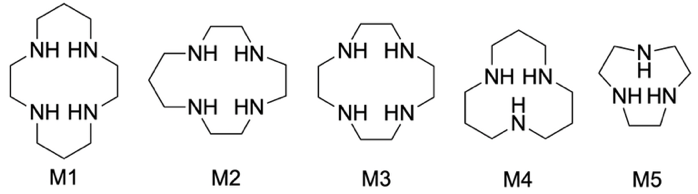 NH HN NH HN NH HN N
H
NH HN
NH HN
H
NH HN NH HN NH HN
N
M1 M2 M3 M4 M5